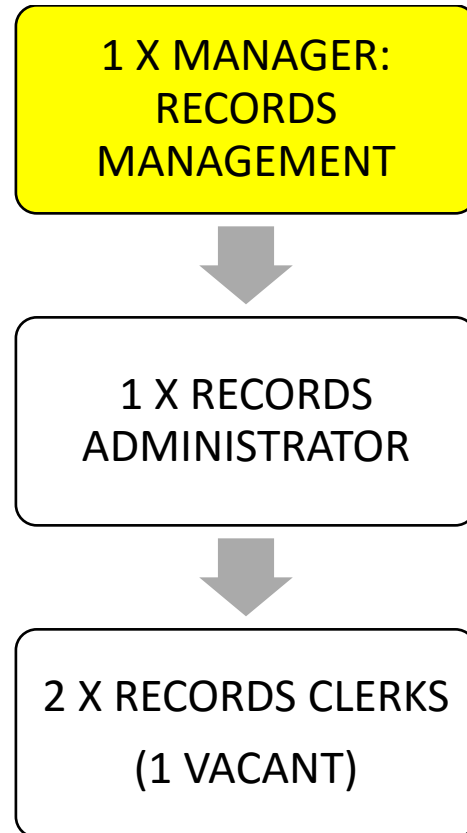 1 X MANAGER:
RECORDS
MANAGEMENT
1 X RECORDS
ADMINISTRATOR
2 X RECORDS CLERKS
(1 VACANT)